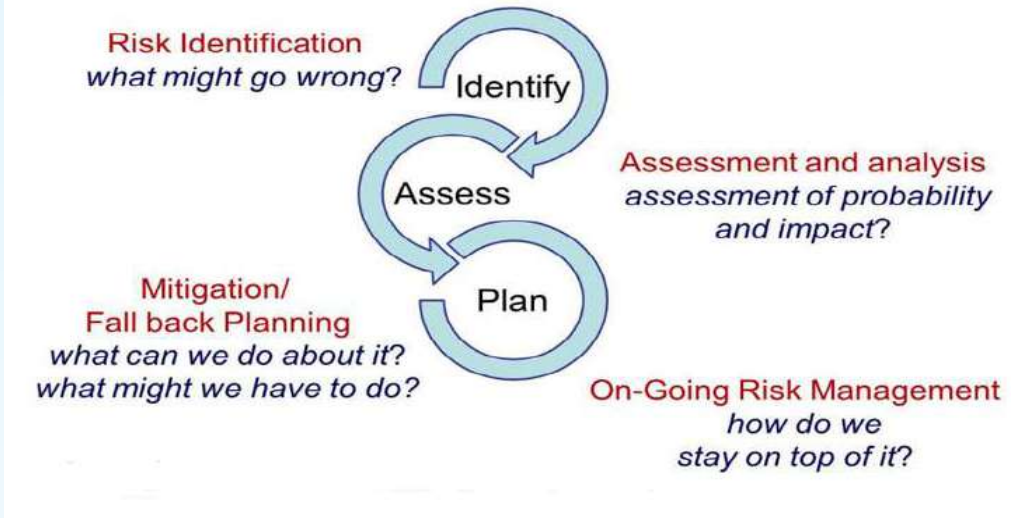 Risk Identification
what might go wrong?
Identify
Assessment and analysis
assessment of probability
and impact?
Assess
Mitigation/
Fall back Planning
what can we do about it?
what might we have to do?
Plan
On-Going Risk Management
how do we
stay on top of it?